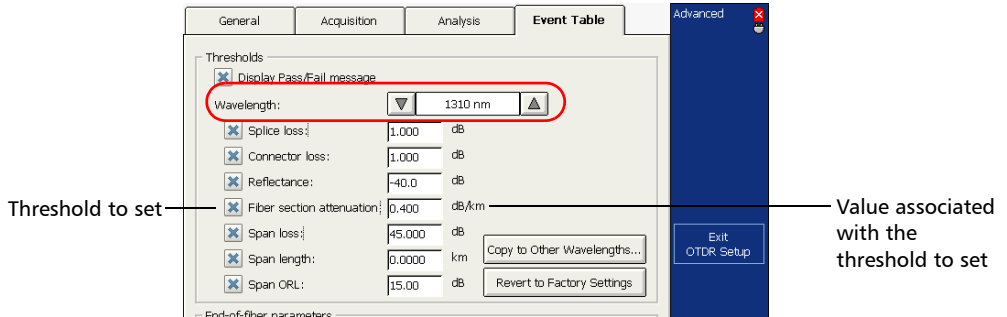 General Acquisition Analysis Event Table Advanced
Thresholds
Display Pass/Fail message
Wavelength: 1310 nm
Splice loss: 1.000 dB
Connector loss: 1.000 dB
Reflectance: -40.0 dB
Threshold to set Fiber section attenuation: 0.400 dB/km Value associated with the threshold to set
Span loss: 45.000 dB
Span length: 0.0000 km
Span ORL: 15.00 dB
Copy to Other Wavelengths...
Revert to Factory Settings
Exit
OTDR Setup
End-of-fiber parameters